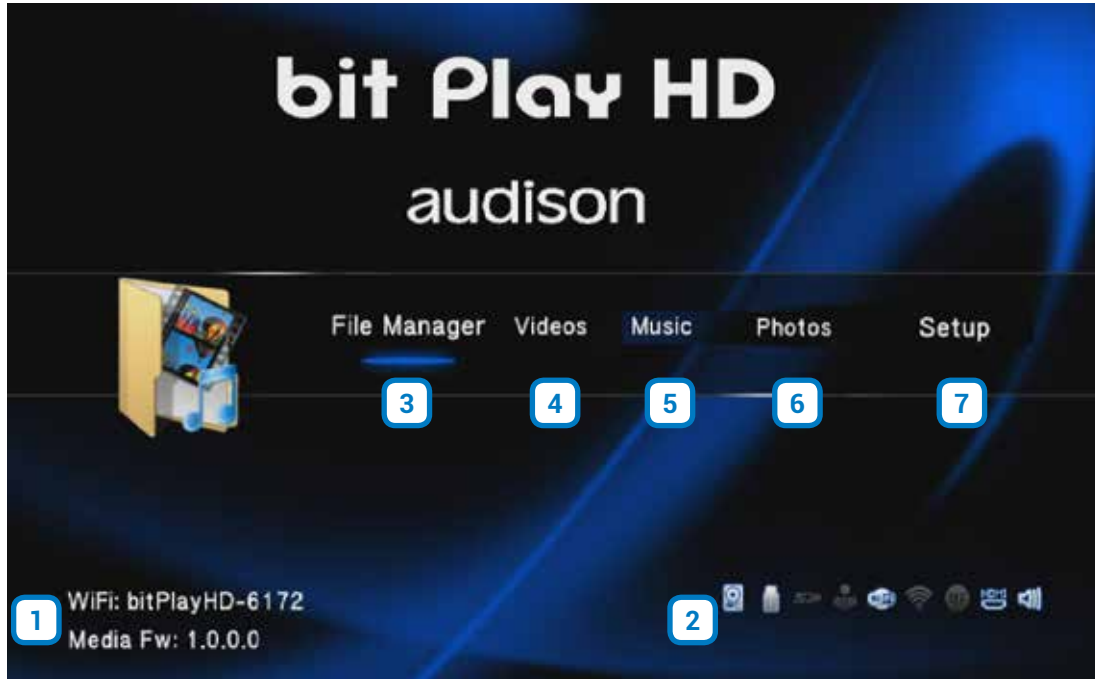 bit Play HD
audison
File Manager Videos Music Photos Setup
3 4 5 6 7
WiFi: bitPlayHD-6172
1
2
Media Fw: 1.0.0.0